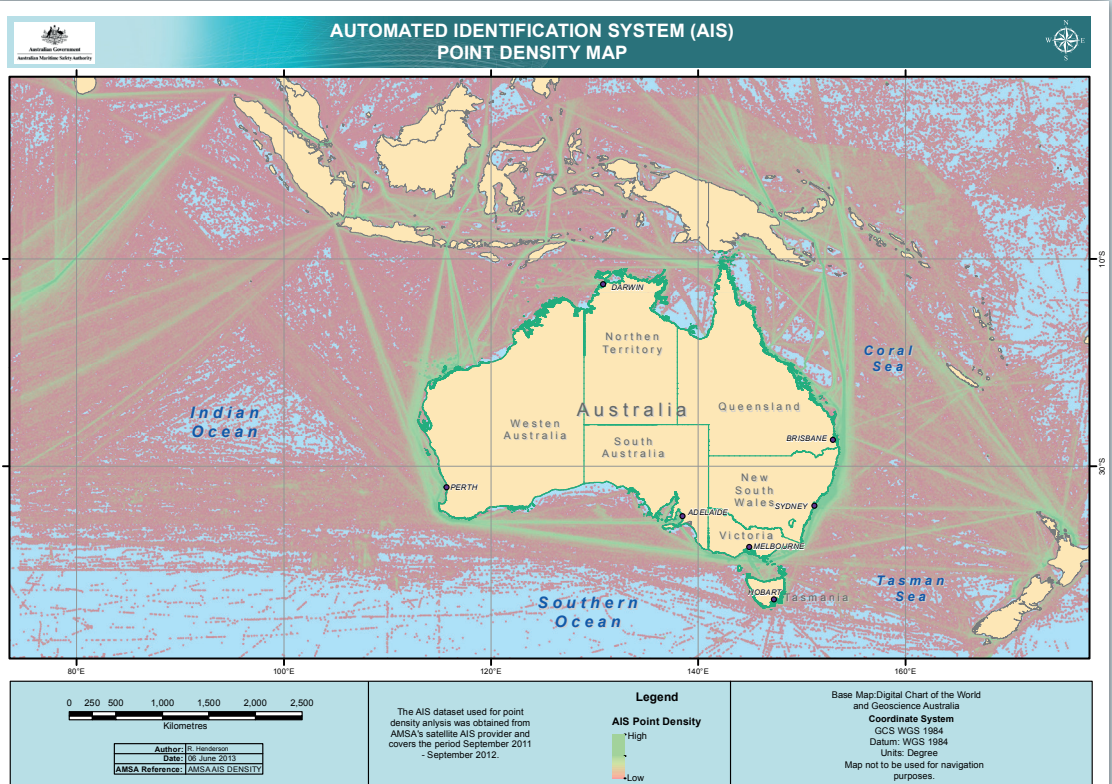 AUTOMATED IDENTIFICATION SYSTEM (AIS)
POINT DENSITY MAP
Australian Government
Australian Maritime Safety Authority
N
W
E
S
10°S
30°S
DARWIN
Northen
Territory
Coral
Sea
Indian
Ocean
Australia
Queensland
Westen
Australia
South
Australia
BRISBANE
New
South
Wales
SYDNEY
PERTH
ADELAIDE
Victoria
MELBOURNE
HOBART
Tasmania
Tasman
Sea
Southern
Ocean
80°E
100°E
120°E
140°E
160°E
0 250 500 1,000 1,500 2,000 2,500
Kilometres
Author: R. Henderson
Date: 06 June 2013
AMSA Reference: AMSA AIS DENSITY
The AIS dataset used for point
density anlysis was obtained from
AMSA's satellite AIS provider and
covers the period September 2011
- September 2012.
Legend
AIS Point Density
High
Low
Base Map:Digital Chart of the World
and Geoscience Australia
Coordinate System
GCS WGS 1984
Datum: WGS 1984
Units: Degree
Map not to be used for navigation
purposes.